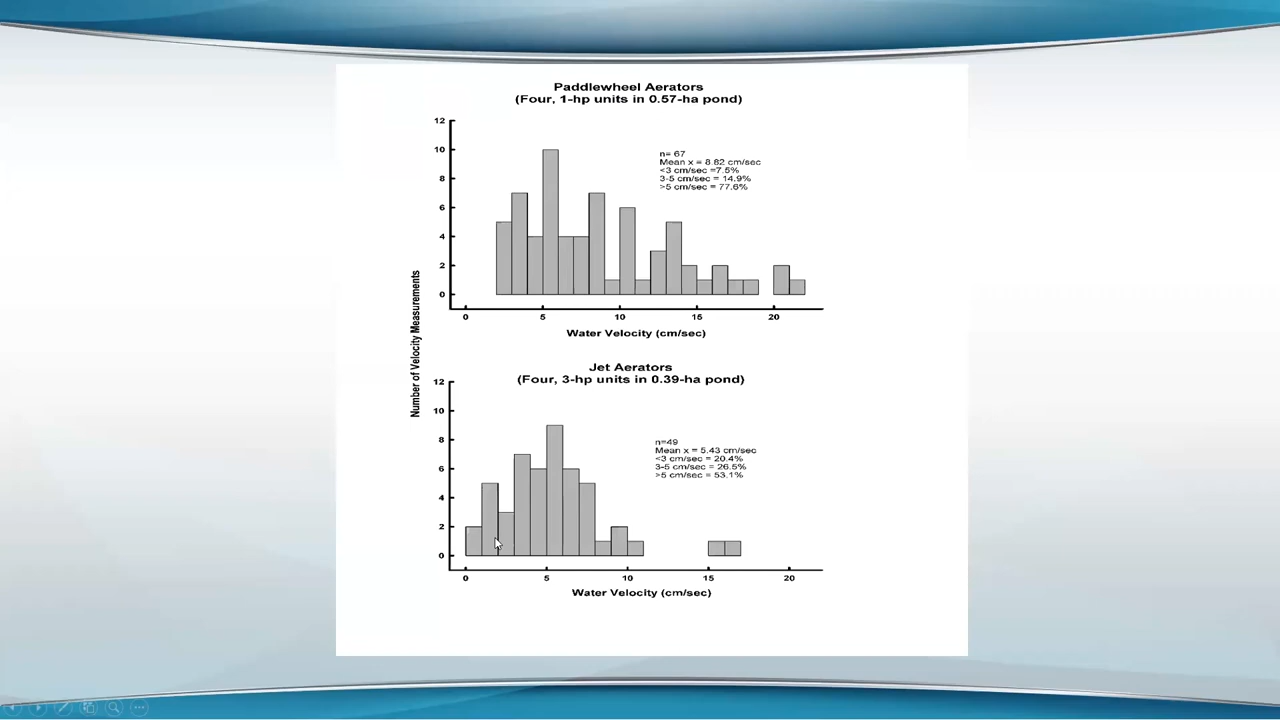 Paddlewheel Aerators
(Four, 1-hp units in 0.57-ha pond)
12
10
8
6
4
2
0
n= 67
Mean x = 8.82 cm/sec
<3 cm/sec =7.5%
3-5 cm/sec = 14.9%
>5 cm/sec = 77.6%
0 5 10 15 20
Water Velocity (cm/sec)
Number of Velocity Measurements
Jet Aerators
(Four, 3-hp units in 0.39-ha pond)
12
10
8
6
4
2
0
n=49
Mean x = 5.43 cm/sec
<3 cm/sec = 20.4%
3-5 cm/sec = 26.5%
>5 cm/sec = 53.1%
0 5 10 15 20
Water Velocity (cm/sec)